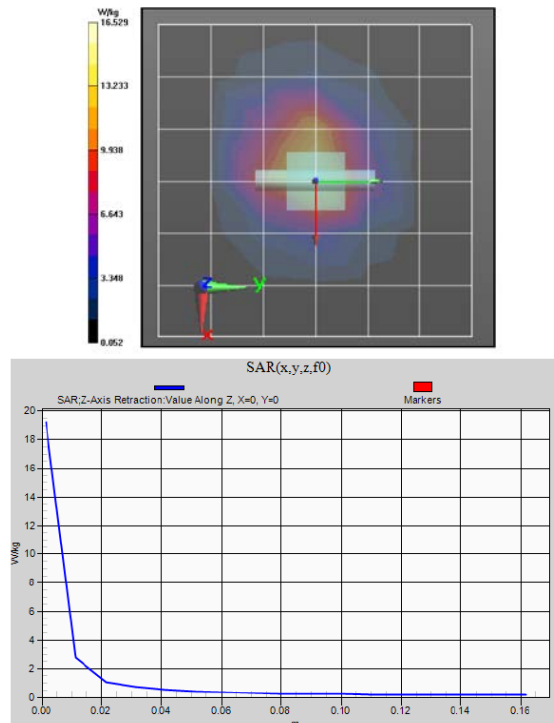 W/kg
16.529
13.233
9.938
6.643
3.348
0.052
Z
Y
X
SAR(x,y,z,f0)
SAR;Z-Axis Retraction:Value Along Z, X=0, Y=0
Markers
W/kg
20
18
16
14
12
10
8
6
4
2
0
0.00 0.02 0.04 0.06 0.08 0.10 0.12 0.14 0.16